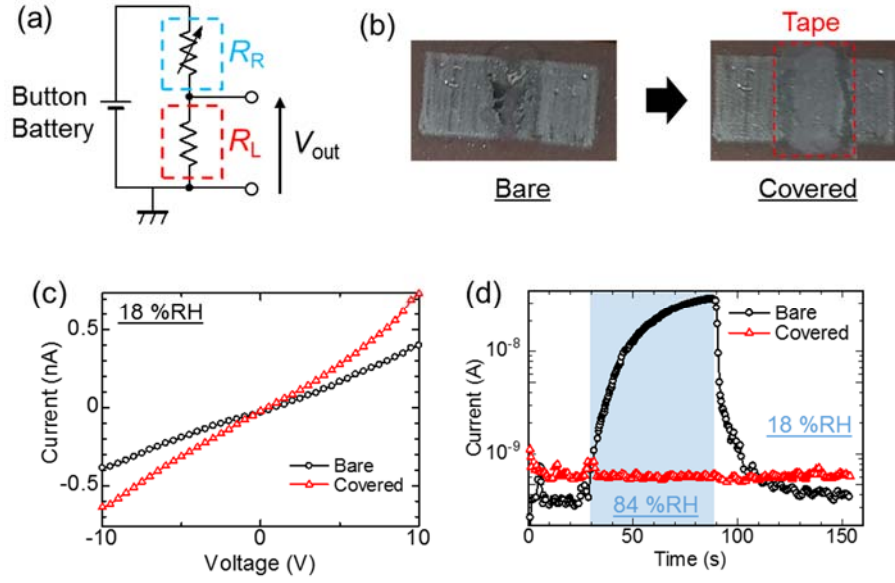 (a)
R_R
Button
Battery
R_L
V_out
(b)
Tape
Bare
Covered
(c)
18 %RH
0.5
0
-0.5
Current (nA)
Bare
Covered
-10
0
10
Voltage (V)
(d)
Bare
Covered
10^-8
10^-9
Current (A)
18 %RH
84 %RH
0
50
100
150
Time (s)